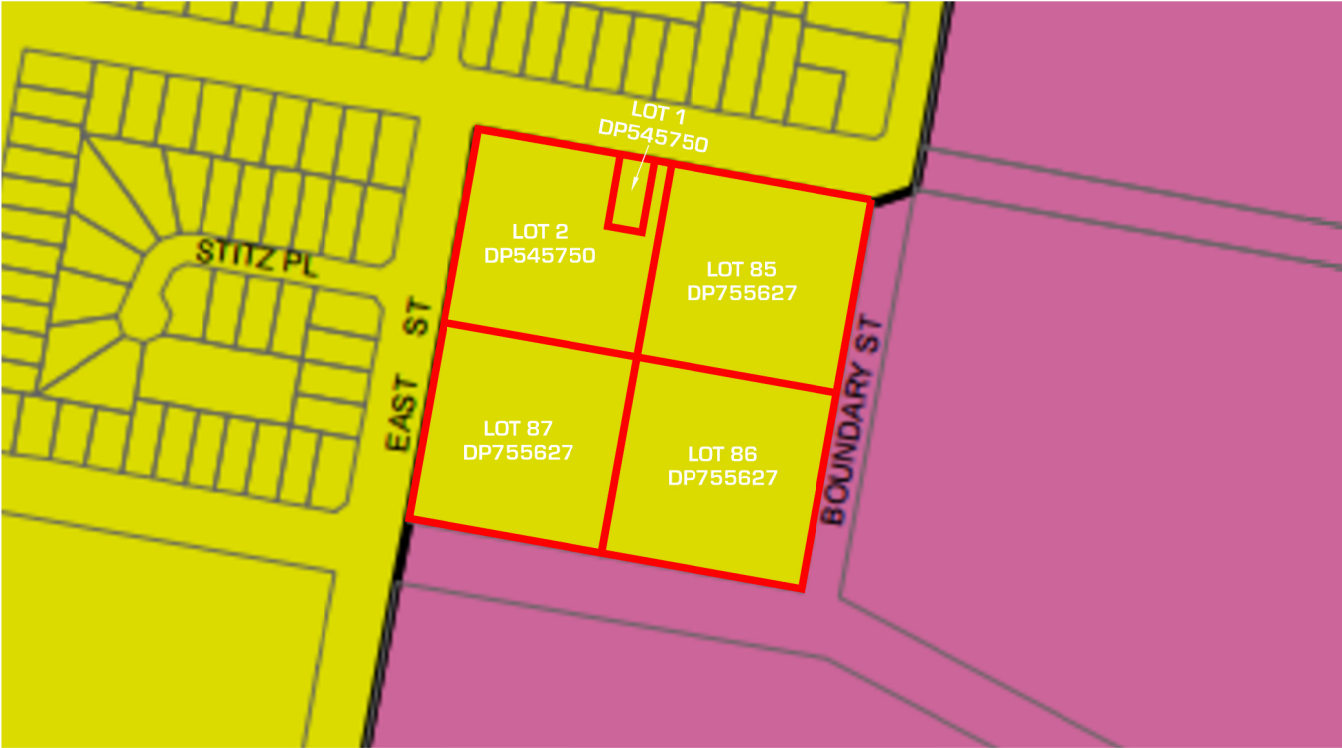 LOT 1
DP545750
LOT 2
DP545750
LOT 85
DP755627
STITZ PL
EAST ST
BOUNDARY ST
LOT 87
DP755627
LOT 86
DP755627